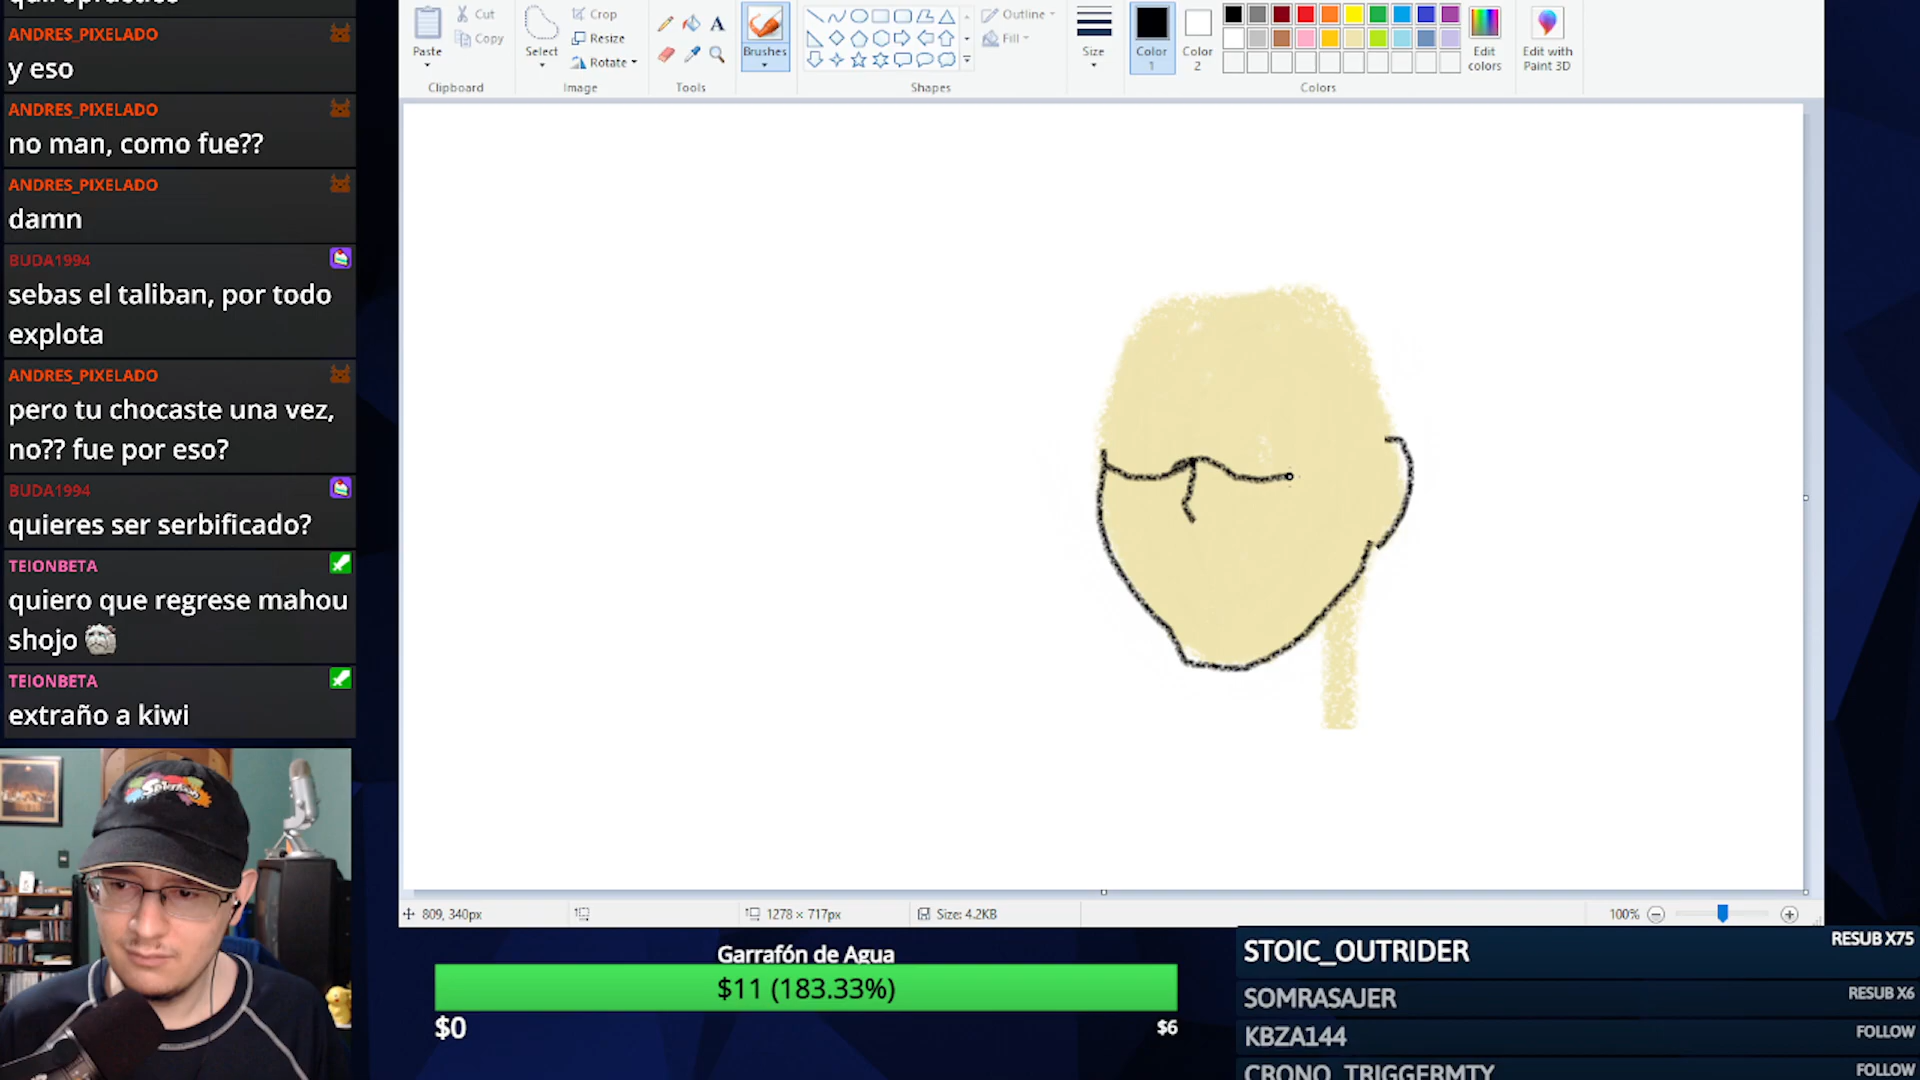 ANDRES_PIXELADO
y eso
ANDRES_PIXELADO
no man, como fue??
ANDRES_PIXELADO
damn
BUDA1994
sebas el taliban, por todo
explota
ANDRES_PIXELADO
pero tu chocaste una vez,
no?? fue por eso?
BUDA1994
quieres ser serbificado?
TEIONBETA
quiero que regrese mahou
shojo
TEIONBETA
extraño a kiwi
Paste
Cut
Copy
Clipboard
Select
Crop
Resize
Rotate
Image
A
Tools
Brushes
Outline
Fill
Shapes
Size
Color
1
Color
2
Edit
colors
Edit with
Paint 3D
Colors
809, 340px
1278 × 717px
Size: 4.2KB
100%
Garrafón de Agua
$11 (183.33%)
$0
$6
STOIC_OUTRIDER
RESUB X75
SOMRASAJER
RESUB X6
KBZA144
FOLLOW
CRONO_TRIGGERMTY
FOLLOW